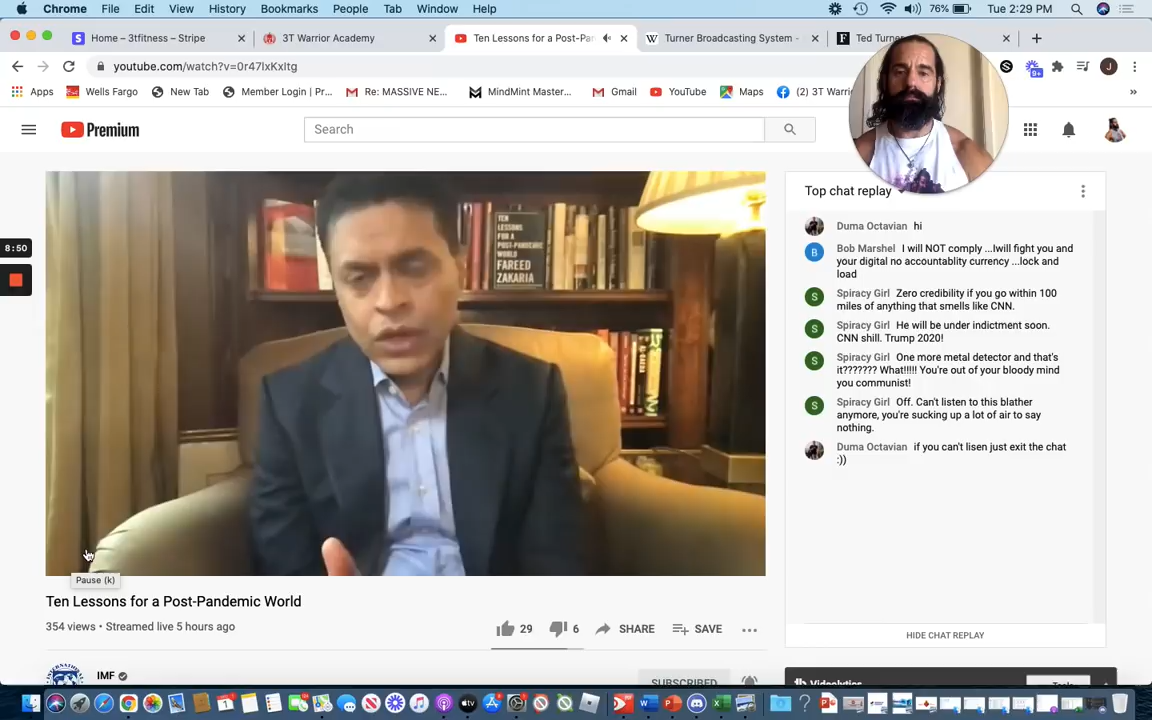 Chrome File Edit View History Bookmarks People Tab Window Help 76% Tue 2:29 PM
Home – 3tfitness – Stripe 3T Warrior Academy Ten Lessons for a Post-Pan Turner Broadcasting System - Ted Turner
youtube.com/watch?v=0r47lxKxltg 9+ J
Apps Wells Fargo New Tab Member Login | Pr... Re: MASSIVE NE... MindMint Master... Gmail YouTube Maps (2) 3T Warri
Premium Search
Top chat replay
Duma Octavian hi
Bob Marshel I will NOT comply ...Iwill fight you and
your digital no accountablity currency ...lock and
load
Spiracy Girl Zero credibility if you go within 100
miles of anything that smells like CNN.
Spiracy Girl He will be under indictment soon.
CNN shill. Trump 2020!
Spiracy Girl One more metal detector and that's
it??????? What!!!!! You're out of your bloody mind
you communist!
Spiracy Girl Off. Can't listen to this blather
anymore, you're sucking up a lot of air to say
nothing.
Duma Octavian if you can't lisen just exit the chat
:))
HIDE CHAT REPLAY
8:50
TEN
LESSONS
FOR A
POST-PANDEMIC
WORLD
FAREED
ZAKARIA
Pause (k)
Ten Lessons for a Post-Pandemic World
354 views • Streamed live 5 hours ago
29 6 SHARE SAVE
IMF
SUBSCRIBED
Videolytics Tools